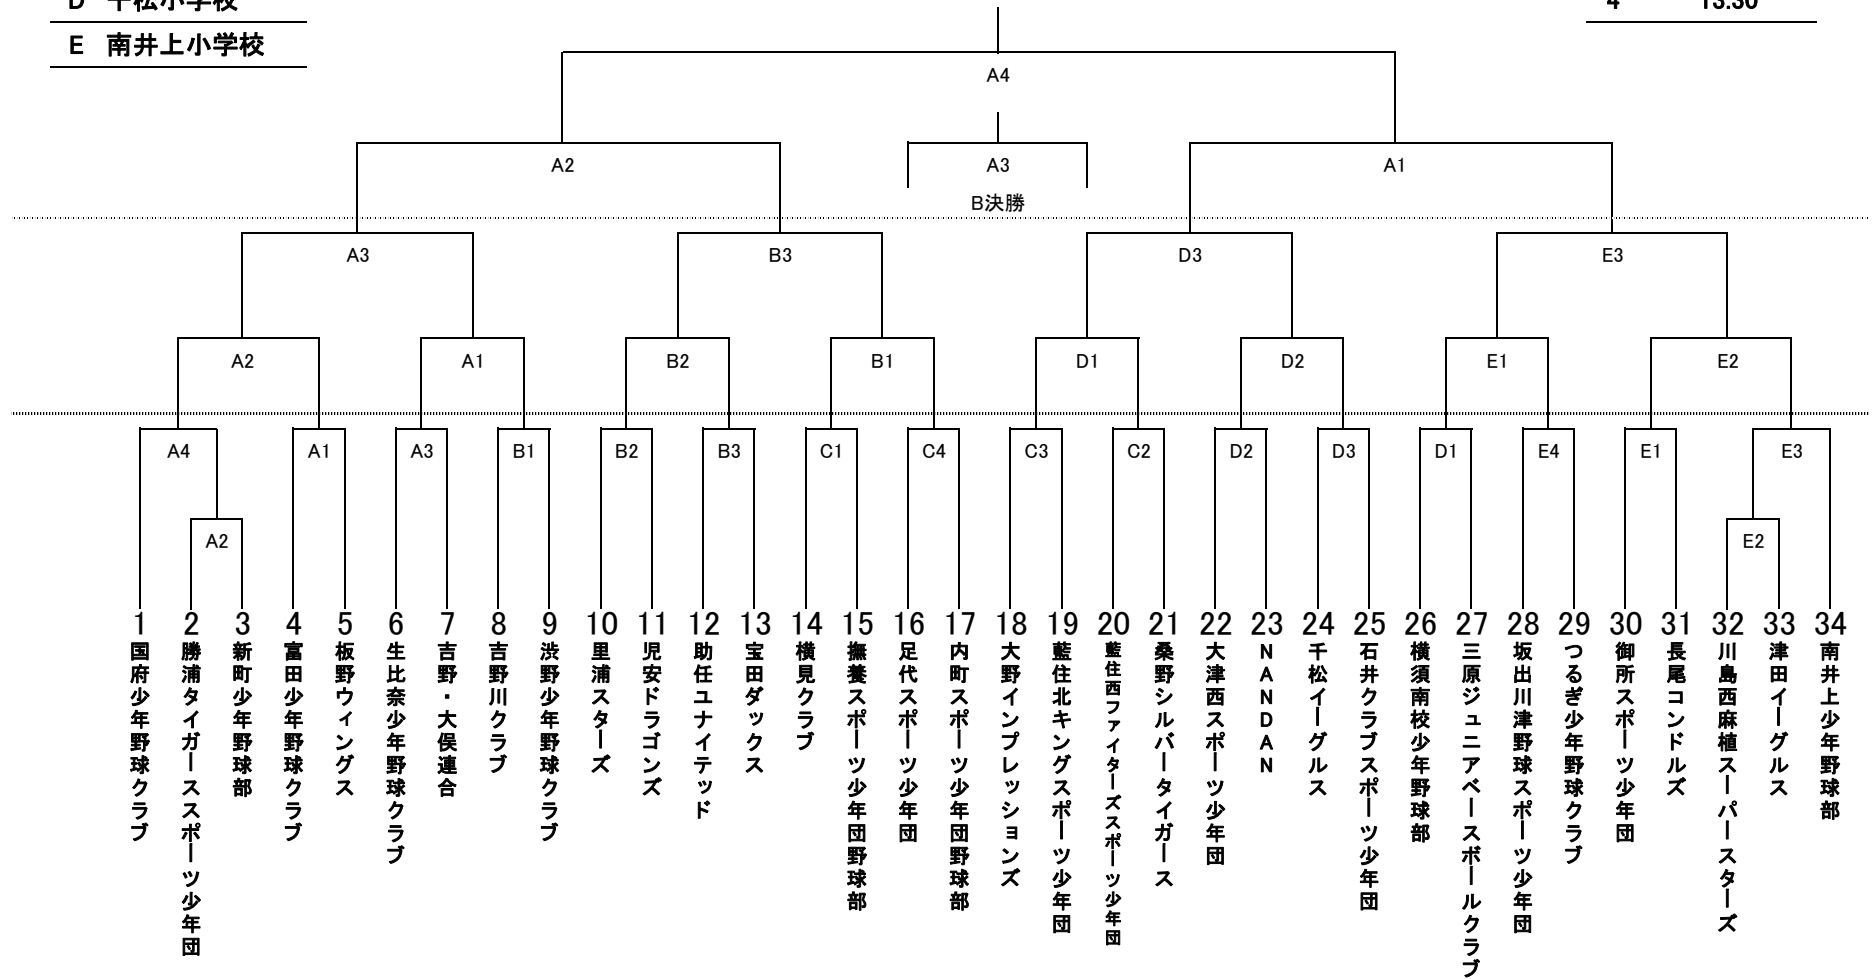 D 千松小学校
4 13:30
E 南井上小学校
A4
A2 A3 A1
B決勝
A3 B3 D3 E3
A2 A1 B2 B1 D1 D2 E1 E2
A4 A1 A3 B1 B2 B3 C1 C4 C3 C2 D2 D3 D1 E4 E1 E3
A2 E2
1 国府少年野球クラブ
2 勝浦タイガーススポーツ少年団
3 新町少年野球部
4 富田少年野球クラブ
5 板野ウィングス
6 生比奈少年野球クラブ
7 吉野・大俣連合
8 吉野川クラブ
9 渋野少年野球クラブ
10 里浦スターズ
11 児安ドラゴンズ
12 助任ユナイテッド
13 宝田ダックス
14 横見クラブ
15 撫養スポーツ少年団野球部
16 足代スポーツ少年団
17 内町スポーツ少年団野球部
18 大野インプレッションズ
19 藍住北キングスポーツ少年団
20 藍住西ファイターズスポーツ少年団
21 桑野シルバータイガース
22 大津西スポーツ少年団
23 NANDAN
24 千松イーグルス
25 石井クラブスポーツ少年団
26 横須南校少年野球部
27 三原ジュニアベースボールクラブ
28 坂出川津野球スポーツ少年団
29 つるぎ少年野球クラブ
30 御所スポーツ少年団
31 長尾コンドルズ
32 川島西麻植スーパースターズ
33 津田イーグルス
34 南井上少年野球部